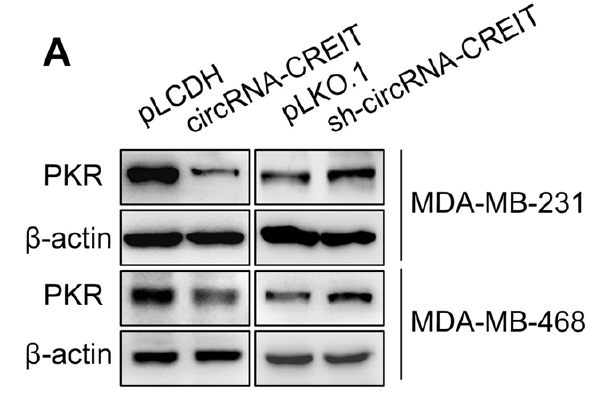 A
pLCDH
circRNA-CREIT
pLKO.1
sh-circRNA-CREIT
PKR
β-actin
MDA-MB-231
PKR
β-actin
MDA-MB-468